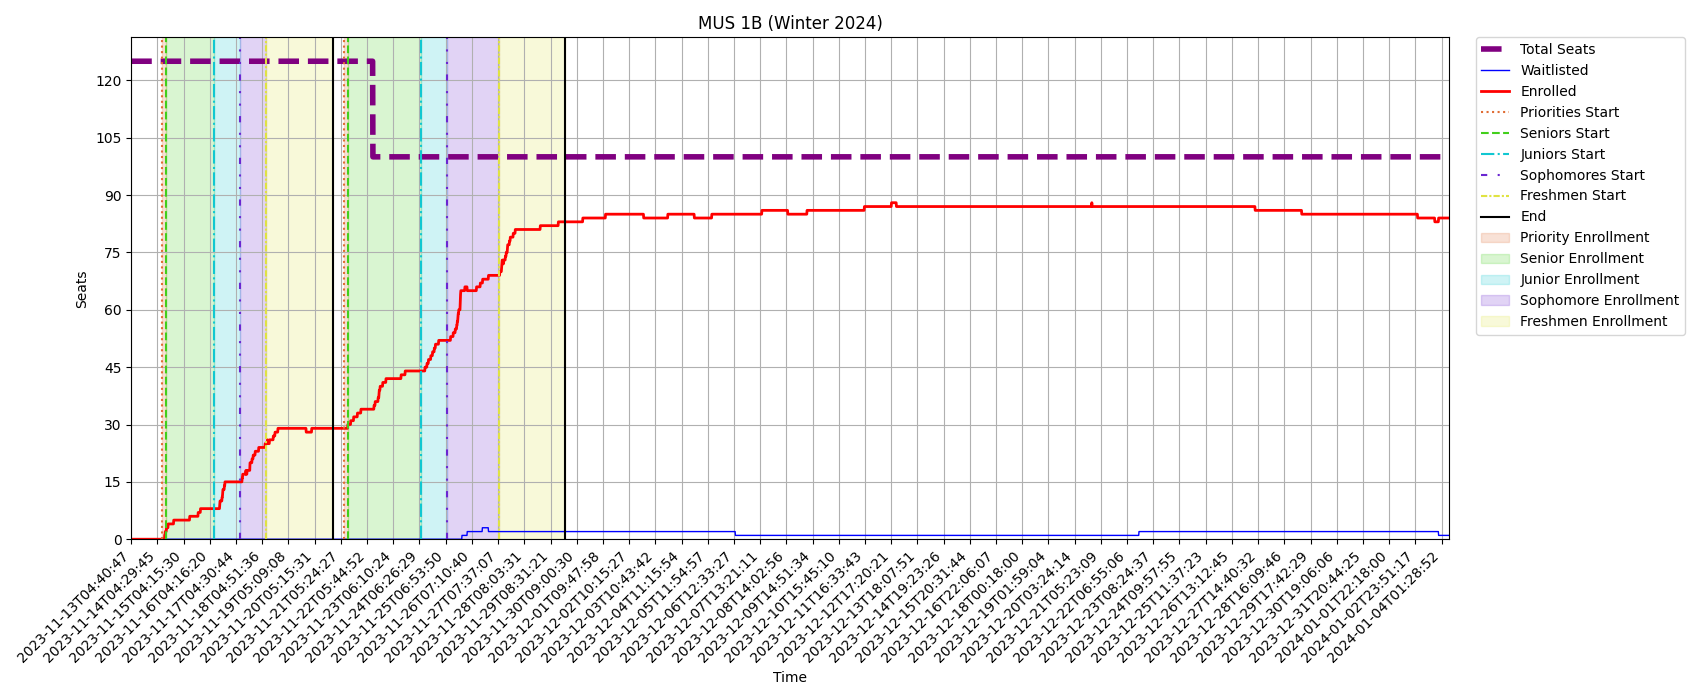 MUS 1B (Winter 2024)
Seats
120
105
90
75
60
45
30
15
0
2023-11-13T04:40:47
2023-11-14T04:29:45
2023-11-15T04:15:30
2023-11-16T04:16:20
2023-11-17T04:30:44
2023-11-18T04:51:36
2023-11-19T05:09:08
2023-11-20T05:15:31
2023-11-21T05:24:27
2023-11-22T05:44:52
2023-11-23T06:10:24
2023-11-24T06:26:29
2023-11-25T06:53:50
2023-11-26T07:10:40
2023-11-27T07:37:07
2023-11-28T08:03:31
2023-11-29T08:31:21
2023-11-30T09:00:30
2023-12-01T09:47:58
2023-12-02T10:15:27
2023-12-03T10:43:42
2023-12-04T11:15:54
2023-12-05T11:54:57
2023-12-06T12:33:27
2023-12-07T13:21:11
2023-12-08T14:02:56
2023-12-09T14:51:34
2023-12-10T15:45:10
2023-12-11T16:33:43
2023-12-12T17:20:21
2023-12-13T18:07:51
2023-12-14T19:23:26
2023-12-15T20:31:44
2023-12-16T22:06:07
2023-12-18T00:18:00
2023-12-19T01:59:04
2023-12-20T03:24:14
2023-12-21T05:23:09
2023-12-22T06:55:06
2023-12-23T08:24:37
2023-12-24T09:57:55
2023-12-25T11:37:23
2023-12-26T13:12:45
2023-12-27T14:40:32
2023-12-28T16:09:46
2023-12-29T17:42:29
2023-12-30T19:06:06
2023-12-31T20:44:25
2024-01-01T22:18:00
2024-01-02T23:51:17
2024-01-04T01:28:52
Time
Total Seats
Waitlisted
Enrolled
Priorities Start
Seniors Start
Juniors Start
Sophomores Start
Freshmen Start
End
Priority Enrollment
Senior Enrollment
Junior Enrollment
Sophomore Enrollment
Freshmen Enrollment